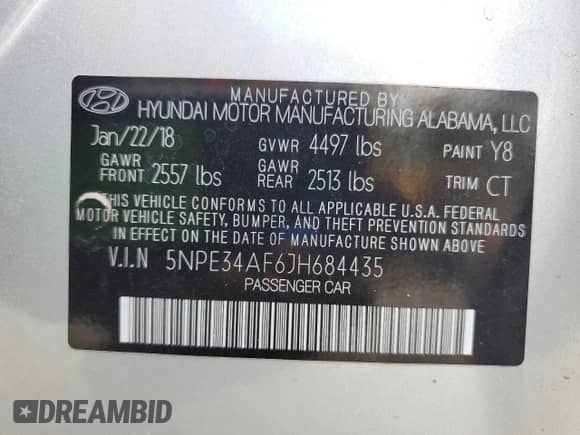 MANUFACTURED BY
HYUNDAI MOTOR MANUFACTURING ALABAMA, LLC
Jan/22/18 GVWR 4497 lbs PAINT Y8
GAWR FRONT 2557 lbs GAWR REAR 2513 lbs TRIM CT
THIS VEHICLE CONFORMS TO ALL APPLICABLE U.S.A. FEDERAL
MOTOR VEHICLE SAFETY, BUMPER, AND THEFT PREVENTION STANDARDS
IN EFFECT ON THE DATE OF MANUFACTURE SHOWN ABOVE.
V.I.N 5NPE34AF6JH684435
PASSENGER CAR
DREAMBID